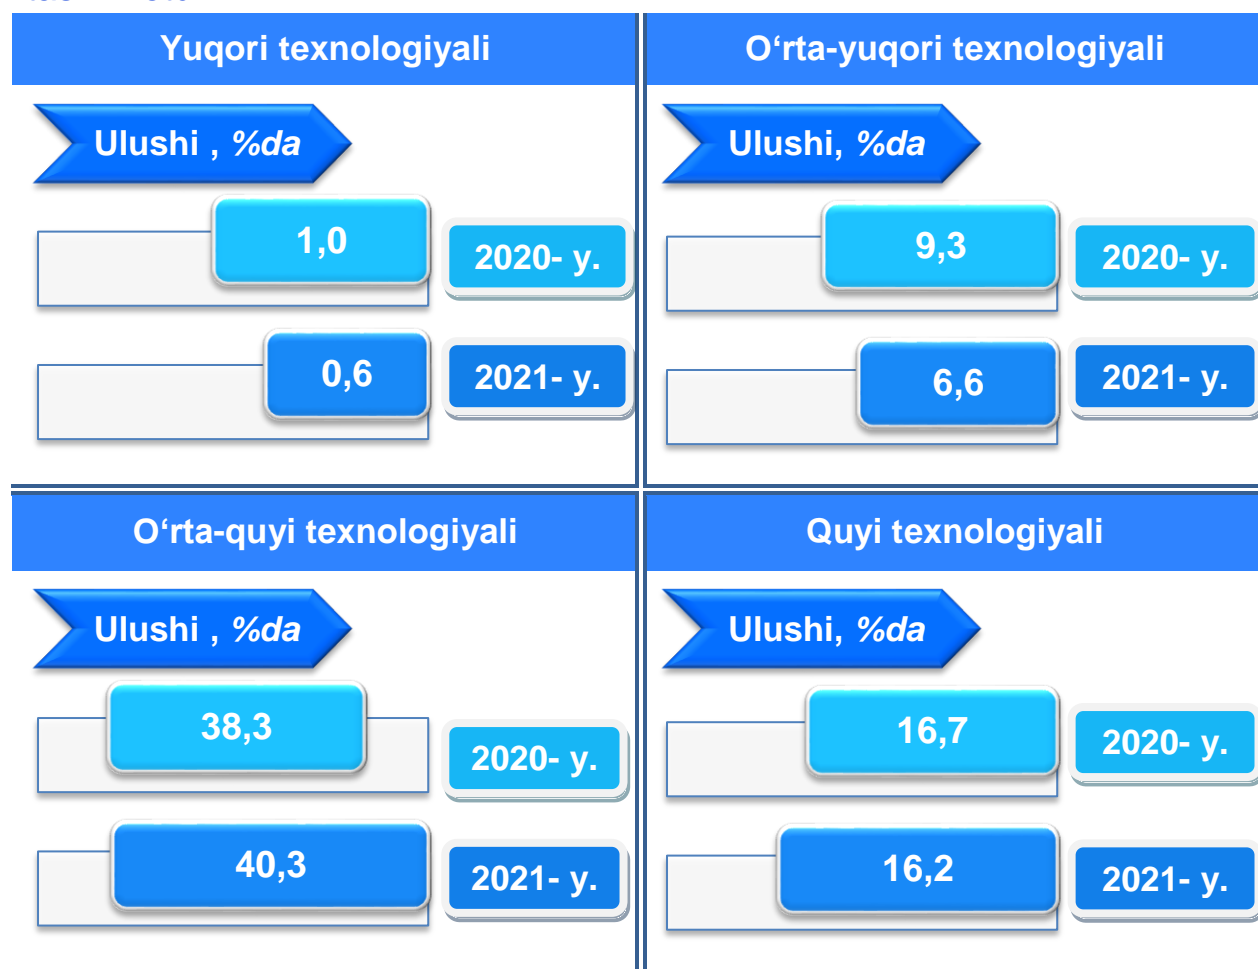 Yuqori texnologiyali
Ulushi , %da
1,0
2020- y.
0,6
2021- y.
O‘rta-yuqori texnologiyali
Ulushi, %da
9,3
2020- y.
6,6
2021- y.
O‘rta-quyi texnologiyali
Ulushi , %da
38,3
2020- y.
40,3
2021- y.
Quyi texnologiyali
Ulushi, %da
16,7
2020- y.
16,2
2021- y.